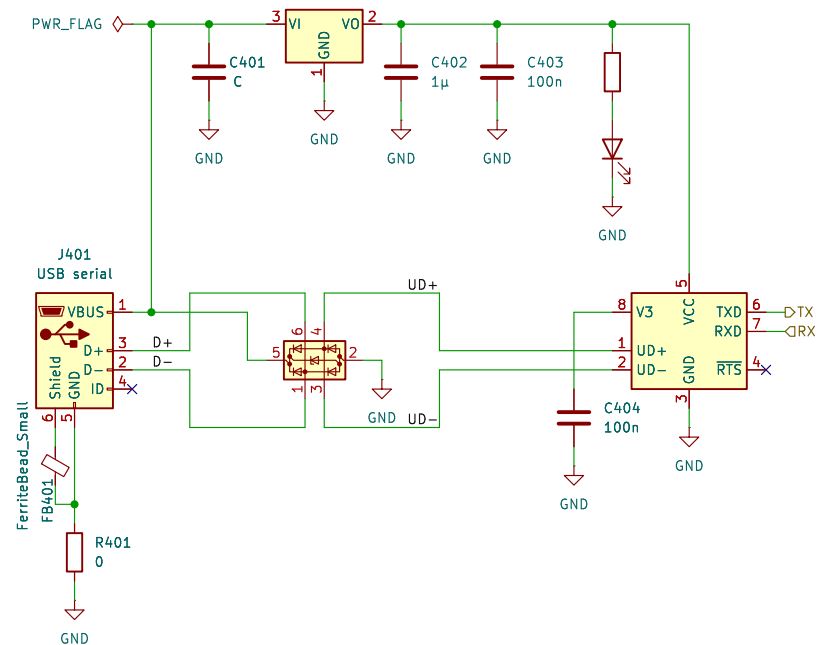 PWR_FLAG
3
VI
VO
2
GND
1
C401
C
C402
1µ
C403
100n
GND
GND
GND
GND
GND
J401
USB serial
VBUS
1
D+
3
D-
2
ID
4
Shield
GND
6
5
D+
D-
UD+
6
4
5
2
1
3
GND
UD-
8
V3
VCC
5
TXD
6
TX
RXD
7
RX
1
UD+
2
UD-
GND
RTS
4
3
GND
C404
100n
GND
FerriteBead_Small
FB401
R401
0
GND